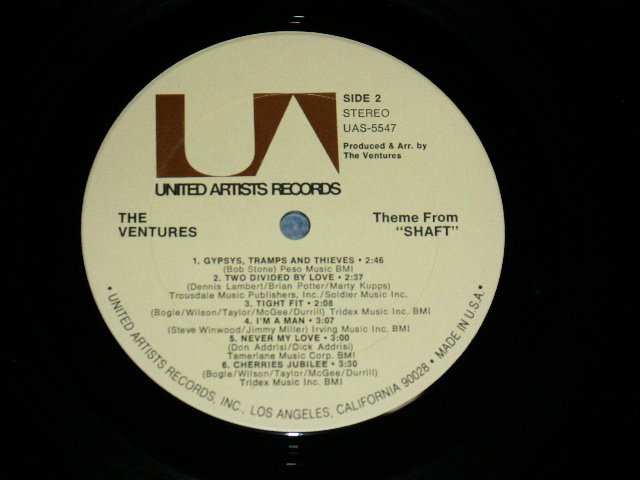 UA
SIDE 2
STEREO
UAS-5547
Produced & Arr. by
The Ventures
UNITED ARTISTS RECORDS
THE
VENTURES
Theme From
"SHAFT"
1. GYPSYS, TRAMPS AND THIEVES • 2:46
(Bob Stone) Peso Music BMI
2. TWO DIVIDED BY LOVE • 2:37
(Dennis Lambert/Brian Potter/Marty Kupps)
Trousdale Music Publishers, Inc./Soldier Music Inc.
3. TIGHT FIT • 2:08
(Bogle/Wilson/Taylor/McGee/Durrill) Tridex Music Inc. BMI
4. I'M A MAN • 3:07
(Steve Winwood/Jimmy Miller) Irving Music Inc. BMI
5. NEVER MY LOVE • 3:00
(Don Addrisi/Dick Addrisi)
Tamerlane Music Corp. BMI
6. CHERRIES JUBILEE • 3:30
(Bogle/Wilson/Taylor/McGee/Durrill)
Tridex Music Inc. BMI
• UNITED ARTISTS RECORDS, INC., LOS ANGELES, CALIFORNIA 90028 • MADE IN U.S.A. •